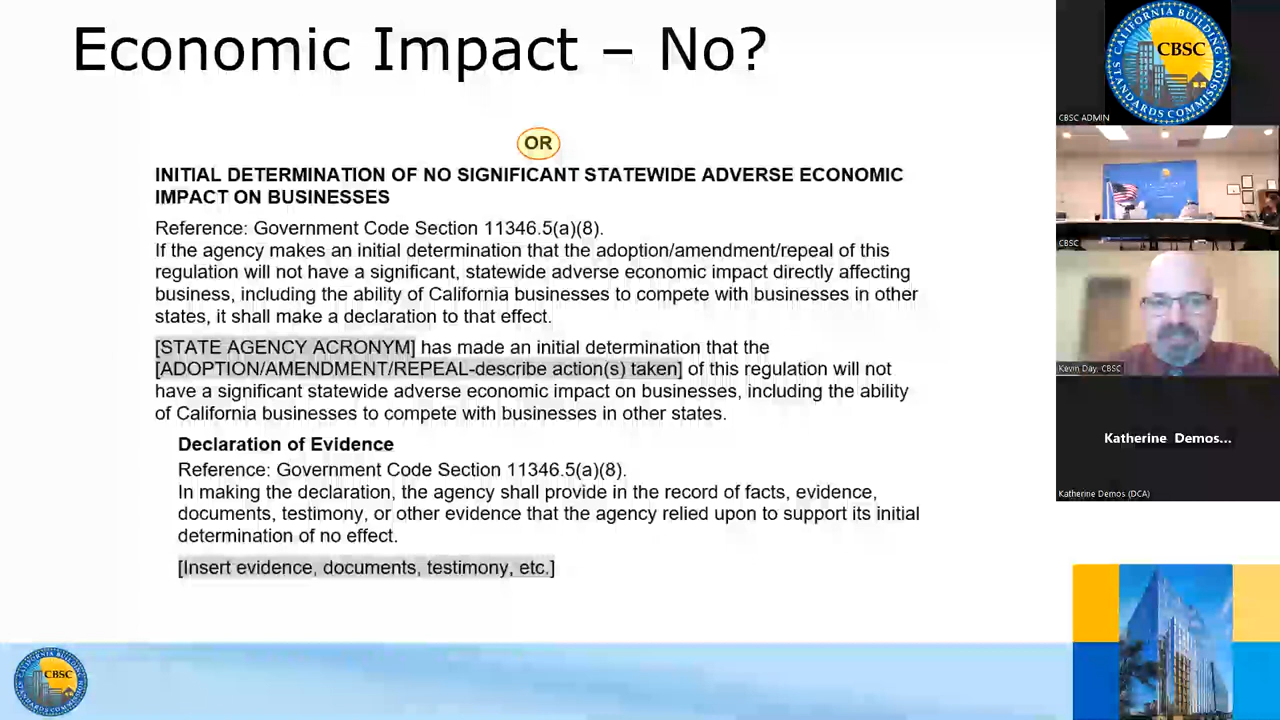 Economic Impact – No?
OR
INITIAL DETERMINATION OF NO SIGNIFICANT STATEWIDE ADVERSE ECONOMIC
IMPACT ON BUSINESSES
Reference: Government Code Section 11346.5(a)(8).
If the agency makes an initial determination that the adoption/amendment/repeal of this
regulation will not have a significant, statewide adverse economic impact directly affecting
business, including the ability of California businesses to compete with businesses in other
states, it shall make a declaration to that effect.
[STATE AGENCY ACRONYM] has made an initial determination that the
[ADOPTION/AMENDMENT/REPEAL-describe action(s) taken] of this regulation will not
have a significant statewide adverse economic impact on businesses, including the ability
of California businesses to compete with businesses in other states.
Declaration of Evidence
Reference: Government Code Section 11346.5(a)(8).
In making the declaration, the agency shall provide in the record of facts, evidence,
documents, testimony, or other evidence that the agency relied upon to support its initial
determination of no effect.
[Insert evidence, documents, testimony, etc.]
CALIFORNIA BUILDING
STANDARDS COMMISSION
CBSC
CBSC ADMIN
CBSC
Kevin Day, CBSC
Katherine Demos...
Katherine Demos (DCA)
CALIFORNIA BUILDING
STANDARDS COMMISSION
CBSC